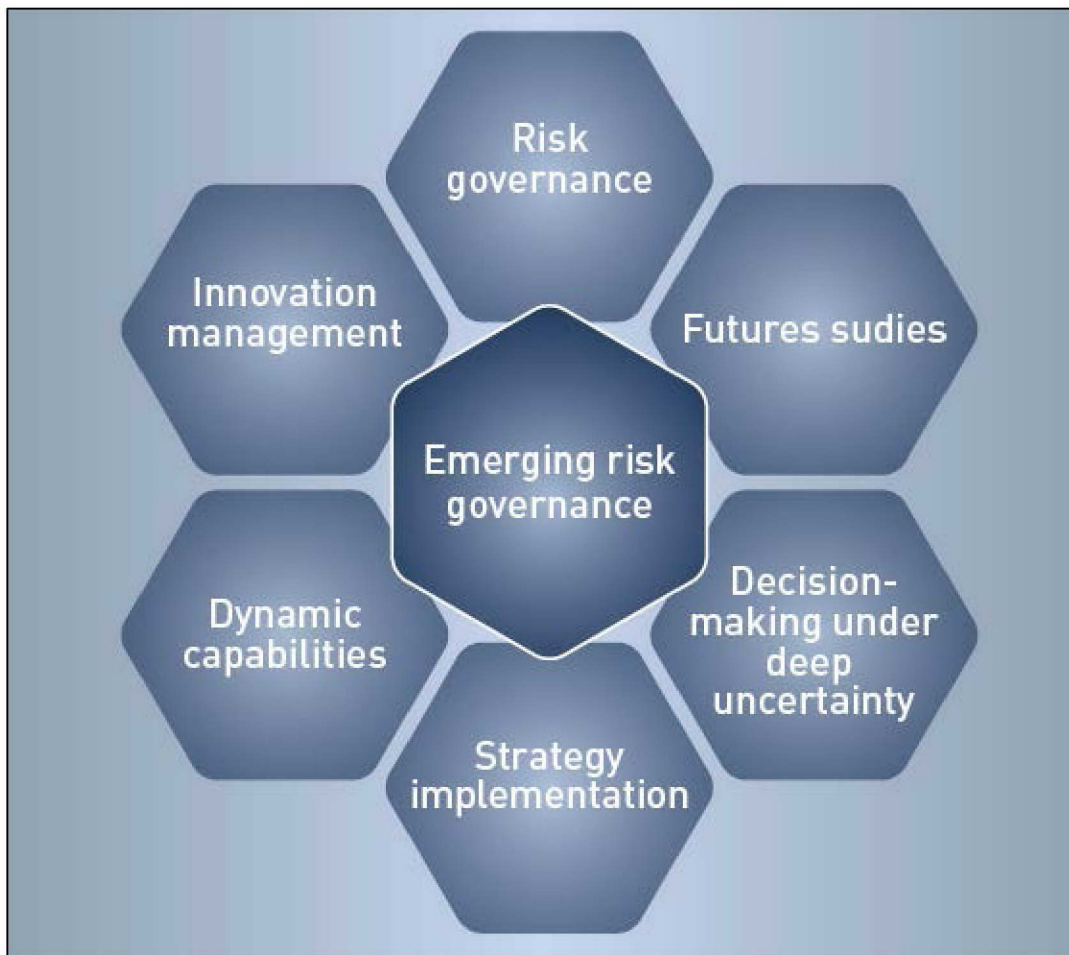 Risk
governance
Innovation
management
Futures sudies
Emerging risk
governance
Dynamic
capabilities
Decision-
making under
deep
uncertainty
Strategy
implementation